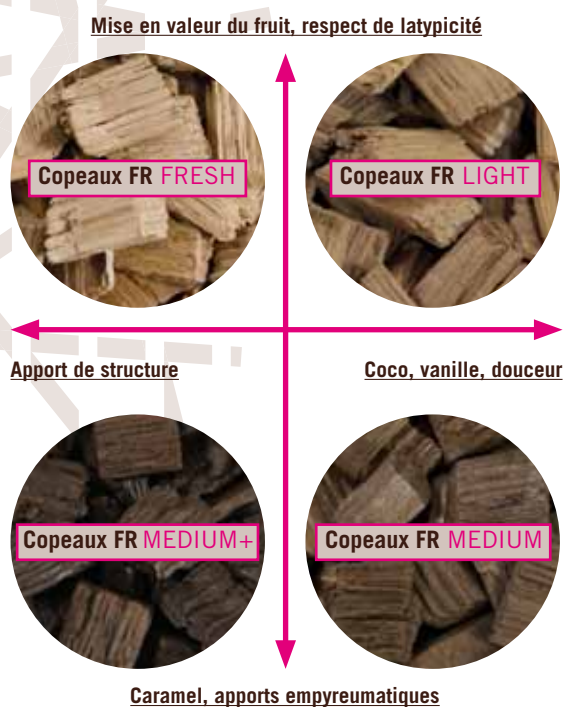 Mise en valeur du fruit, respect de latypicité
Copeaux FR FRESH
Copeaux FR LIGHT
Apport de structure
Coco, vanille, douceur
Copeaux FR MEDIUM+
Copeaux FR MEDIUM
Caramel, apports empyreumatiques